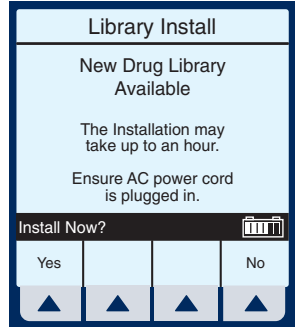 Library Install
New Drug Library
Available
The Installation may
take up to an hour.
Ensure AC power cord
is plugged in.
Install Now?
Yes
No